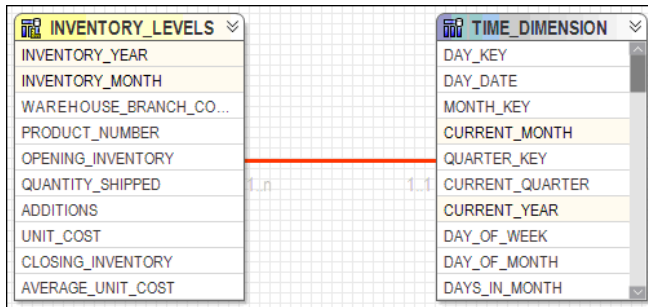 INVENTORY_LEVELS
INVENTORY_YEAR
INVENTORY_MONTH
WAREHOUSE_BRANCH_CO...
PRODUCT_NUMBER
OPENING_INVENTORY
QUANTITY_SHIPPED
ADDITIONS
UNIT_COST
CLOSING_INVENTORY
AVERAGE_UNIT_COST
1..n
1..1
TIME_DIMENSION
DAY_KEY
DAY_DATE
MONTH_KEY
CURRENT_MONTH
QUARTER_KEY
CURRENT_QUARTER
CURRENT_YEAR
DAY_OF_WEEK
DAY_OF_MONTH
DAYS_IN_MONTH